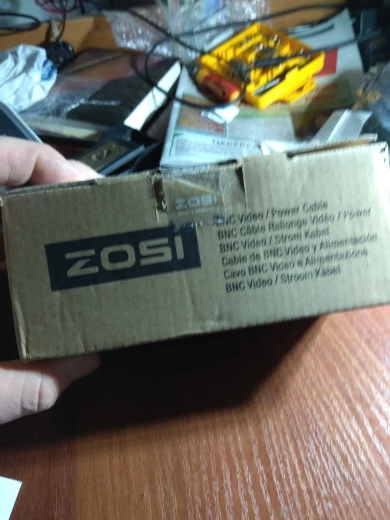 ZOSI
ZOSI
BNC Video / Power Cable
BNC Câble Rallonge Vidéo / Power
BNC Video / Strom Kabel
Cable de BNC Video y Alimentación
Cavo BNC Video e Alimentazione
BNC Video / Stroom Kabel